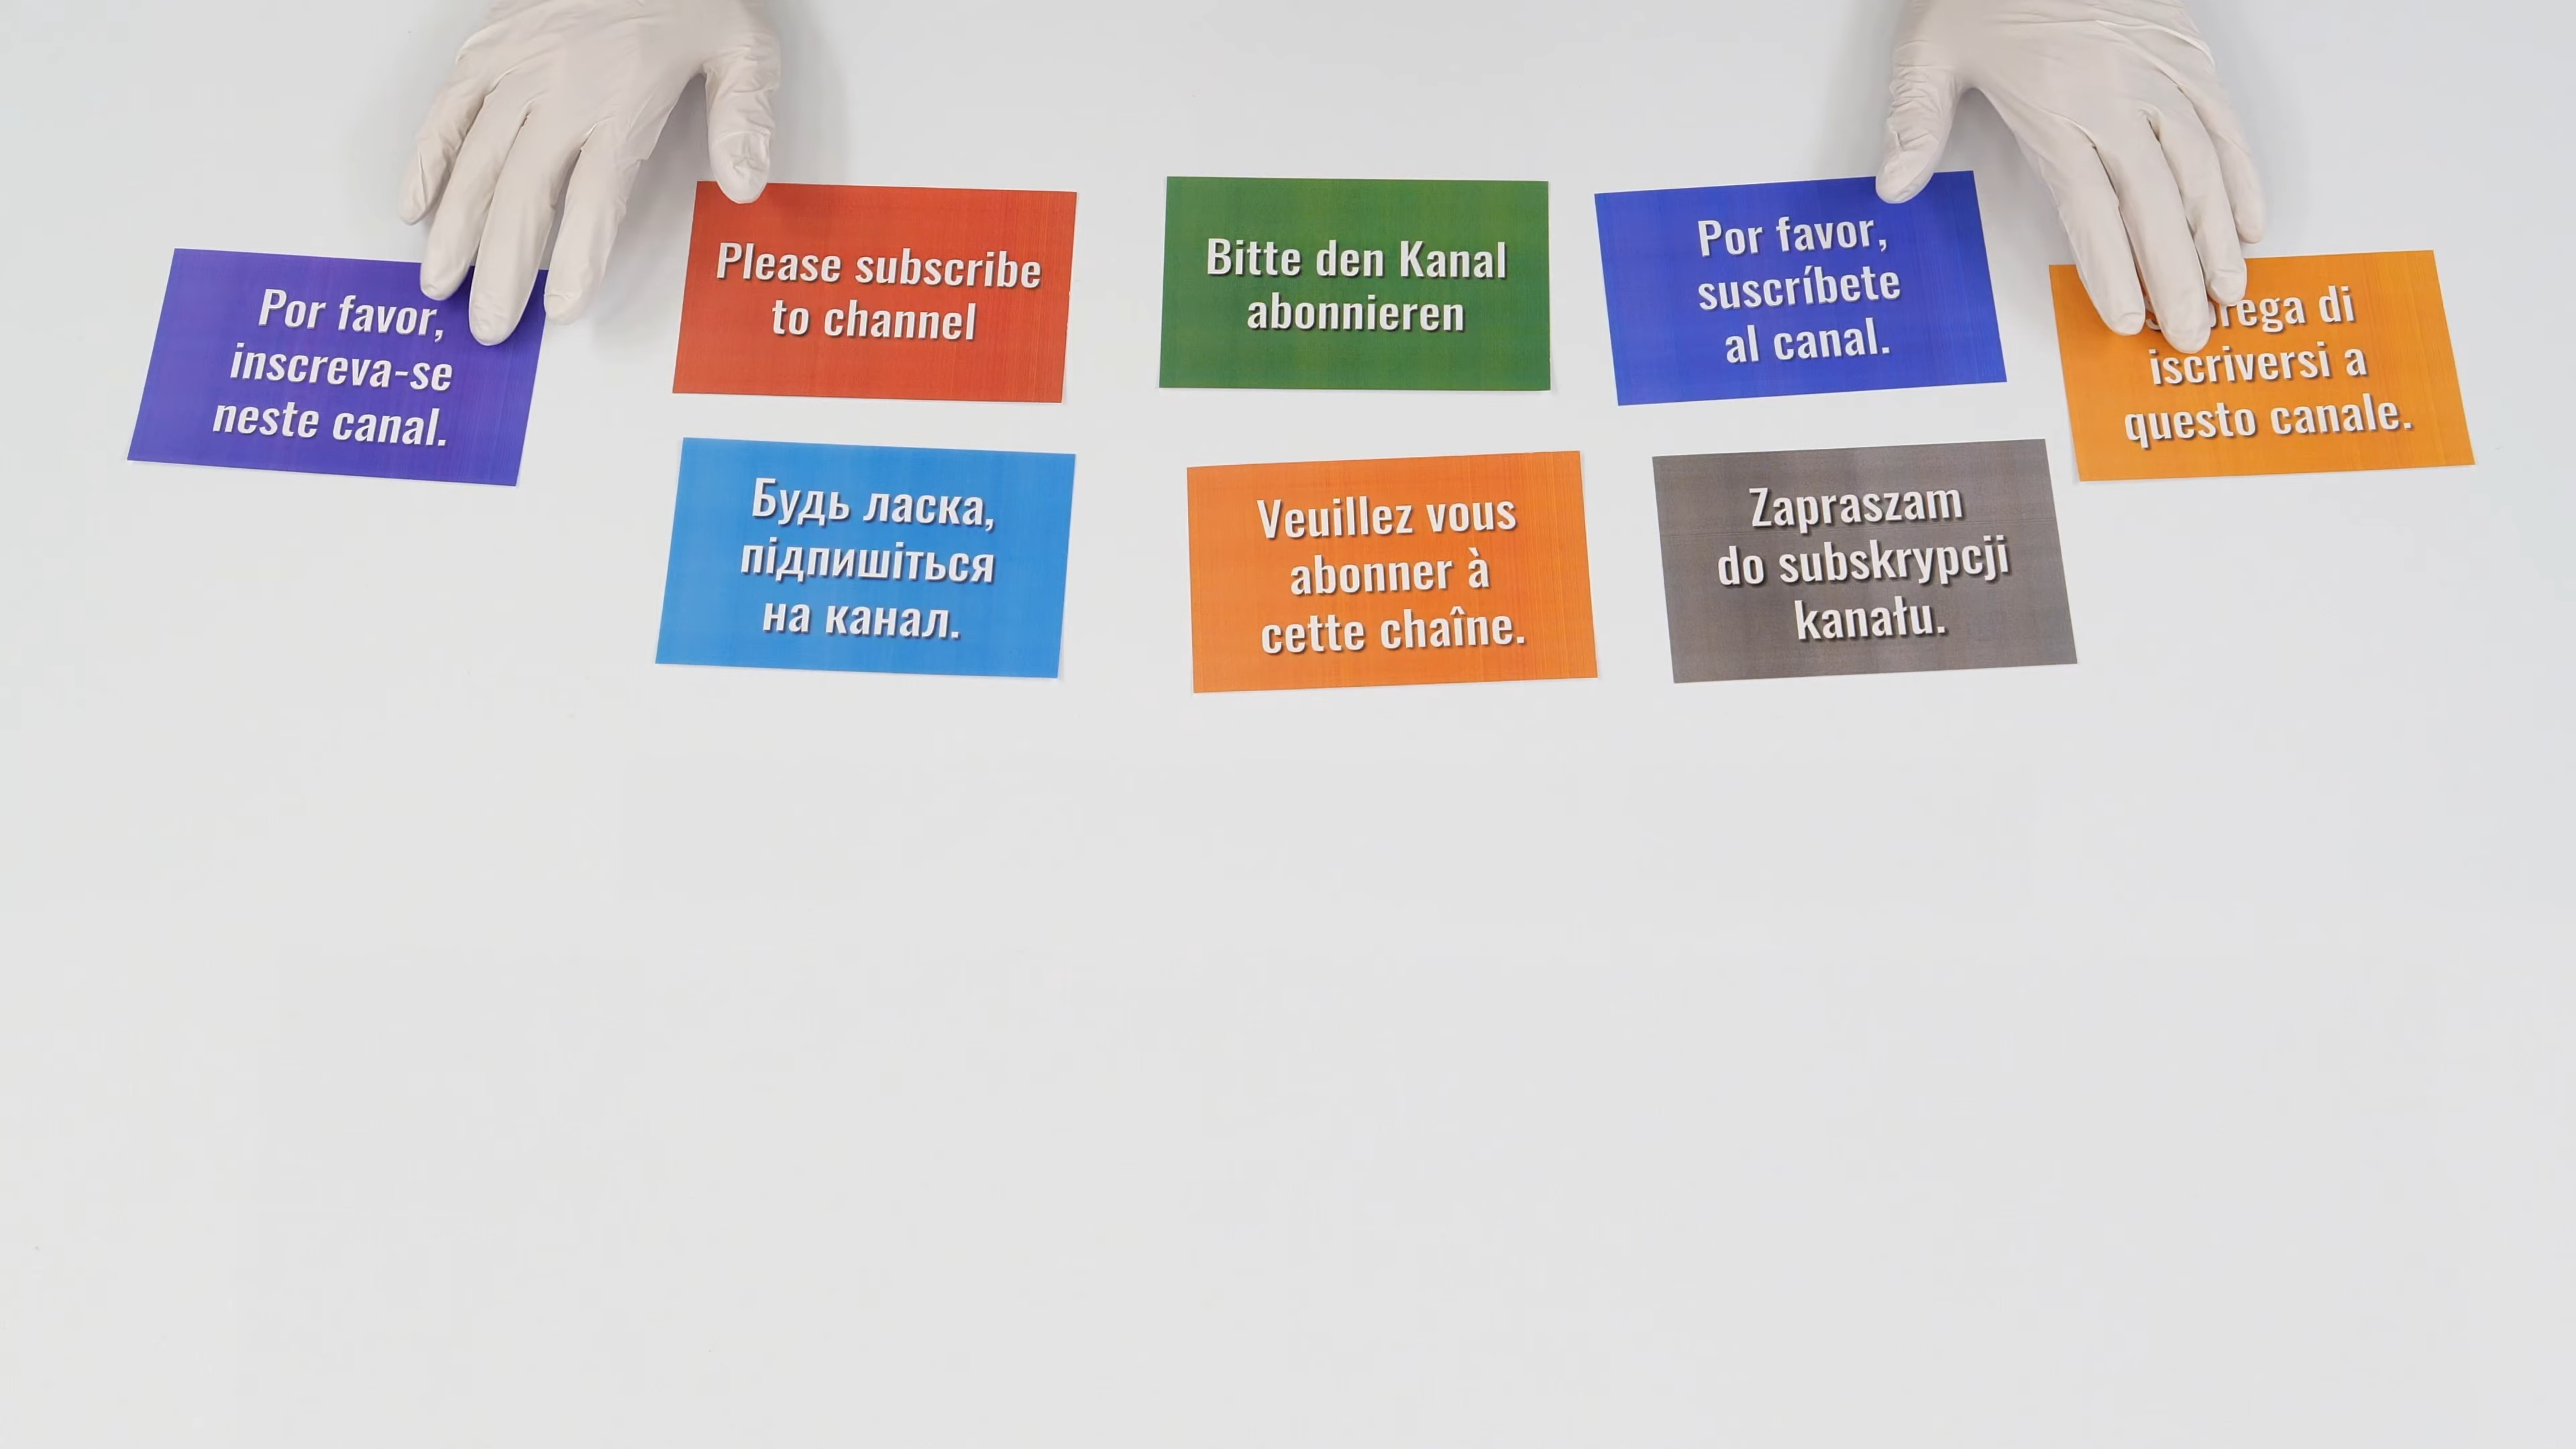 Por favor,
inscreva-se
neste canal.
Please subscribe
to channel
Bitte den Kanal
abonnieren
Por favor,
suscríbete
al canal.
di
iscriversi a
questo canale.
Будь ласка,
підпишіться
на канал.
Veuillez vous
abonner à
cette chaîne.
Zapraszam
do subskrypcji
kanału.